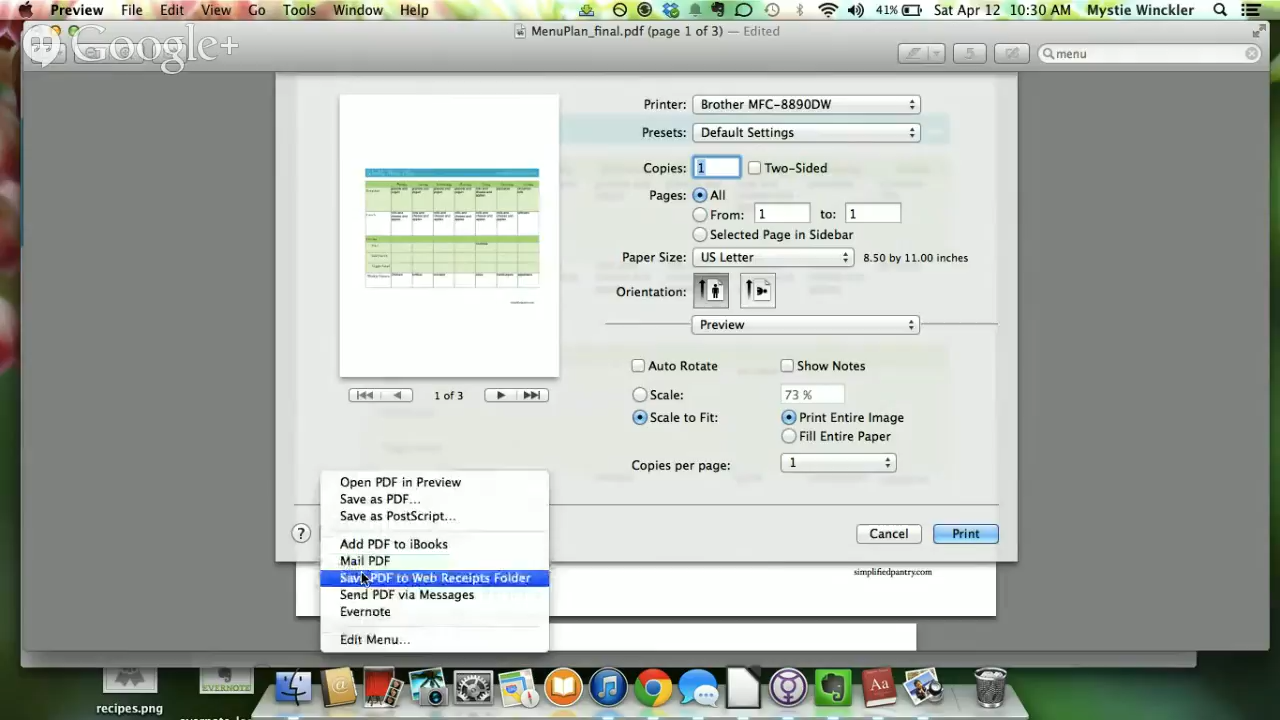 Preview File Edit View Go Tools Window Help 41% Sat Apr 12 10:30 AM Mystie Winckler
Google+
MenuPlan_final.pdf (page 1 of 3) — Edited
menu
Printer: Brother MFC-8890DW
Presets: Default Settings
Copies: 1 Two-Sided
Pages: All
From: 1 to: 1
Selected Page in Sidebar
Paper Size: US Letter 8.50 by 11.00 inches
Orientation:
Preview
Auto Rotate Show Notes
Scale: 73 %
Scale to Fit: Print Entire Image
Fill Entire Paper
Copies per page: 1
1 of 3
Open PDF in Preview
Save as PDF...
Save as PostScript...
Add PDF to iBooks
Mail PDF
Save PDF to Web Receipts Folder
Send PDF via Messages
Evernote
Edit Menu...
?
Cancel Print
simplifiedpantry.com
EVERNOTE
recipes.png
Aa